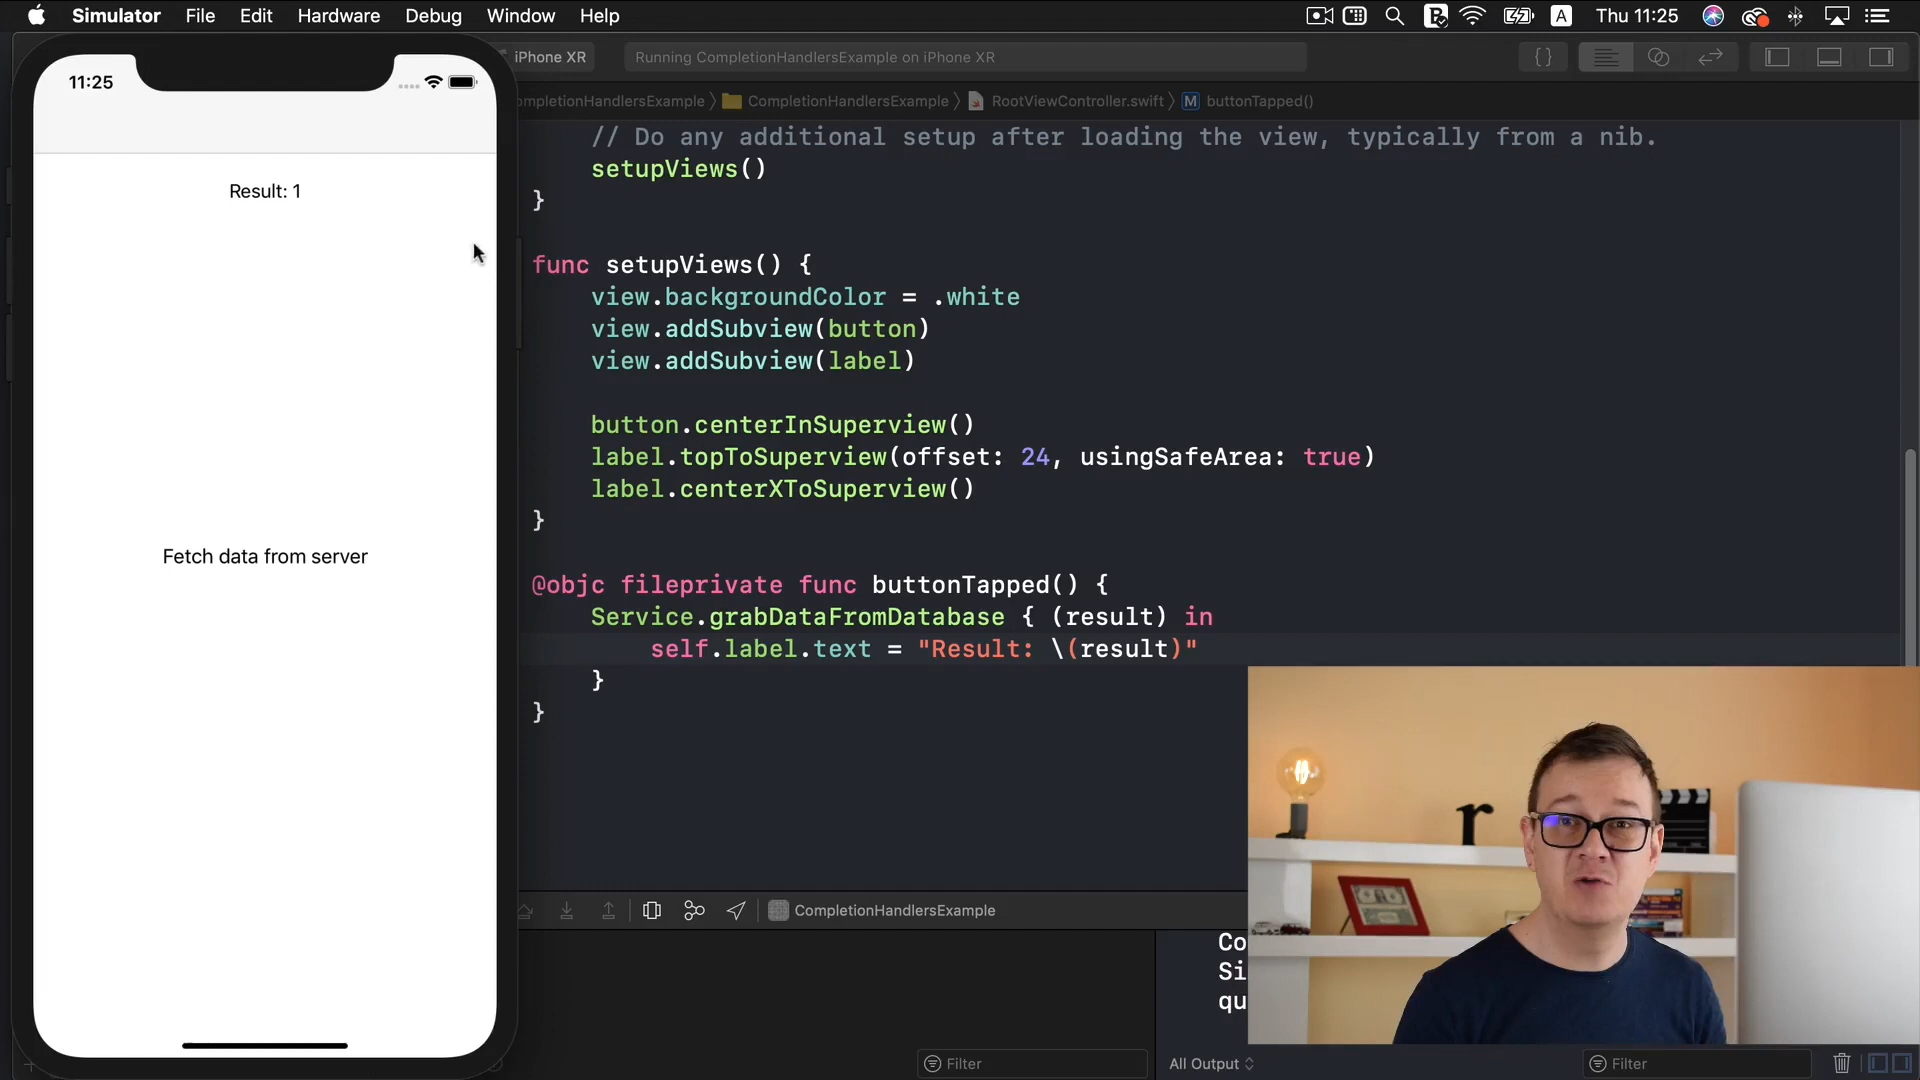 Simulator File Edit Hardware Debug Window Help
A Thu 11:25
11:25
iPhone XR
Running CompletionHandlersExample on iPhone XR
{}
ompletionHandlersExample 〉 CompletionHandlersExample 〉 RootViewController.swift 〉 M buttonTapped()
// Do any additional setup after loading the view, typically from a nib.
setupViews()
}
func setupViews() {
view.backgroundColor = .white
view.addSubview(button)
view.addSubview(label)
button.centerInSuperview()
label.topToSuperview(offset: 24, usingSafeArea: true)
label.centerXToSuperview()
}
@objc fileprivate func buttonTapped() {
Service.grabDataFromDatabase { (result) in
self.label.text = "Result: \(result)"
}
}
Result: 1
Fetch data from server
CompletionHandlersExample
Co
Si
qu
r
Filter
All Output
Filter